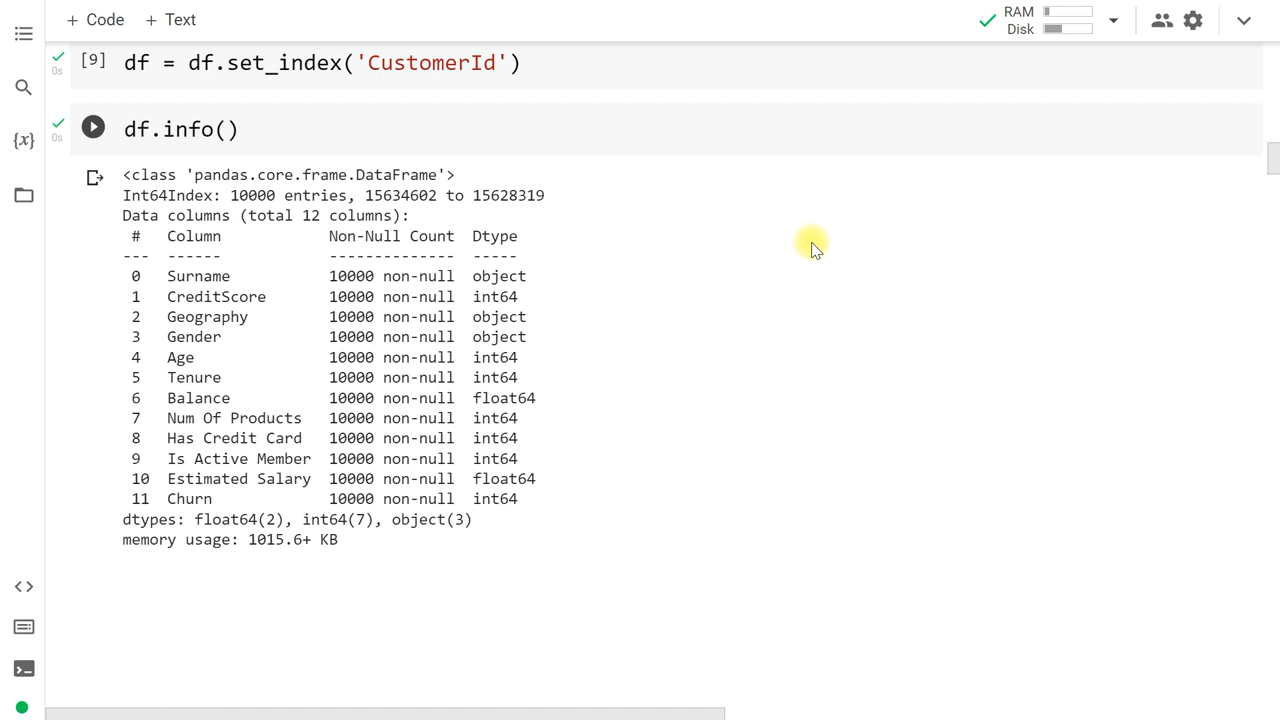 + Code + Text
RAM
Disk
[9] df = df.set_index('CustomerId')
0s
df.info()
0s
<class 'pandas.core.frame.DataFrame'>
Int64Index: 10000 entries, 15634602 to 15628319
Data columns (total 12 columns):
 #   Column            Non-Null Count  Dtype
---  ------            --------------  -----
 0   Surname           10000 non-null  object
 1   CreditScore       10000 non-null  int64
 2   Geography         10000 non-null  object
 3   Gender            10000 non-null  object
 4   Age               10000 non-null  int64
 5   Tenure            10000 non-null  int64
 6   Balance           10000 non-null  float64
 7   Num Of Products   10000 non-null  int64
 8   Has Credit Card   10000 non-null  int64
 9   Is Active Member  10000 non-null  int64
 10  Estimated Salary  10000 non-null  float64
 11  Churn             10000 non-null  int64
dtypes: float64(2), int64(7), object(3)
memory usage: 1015.6+ KB
{x}